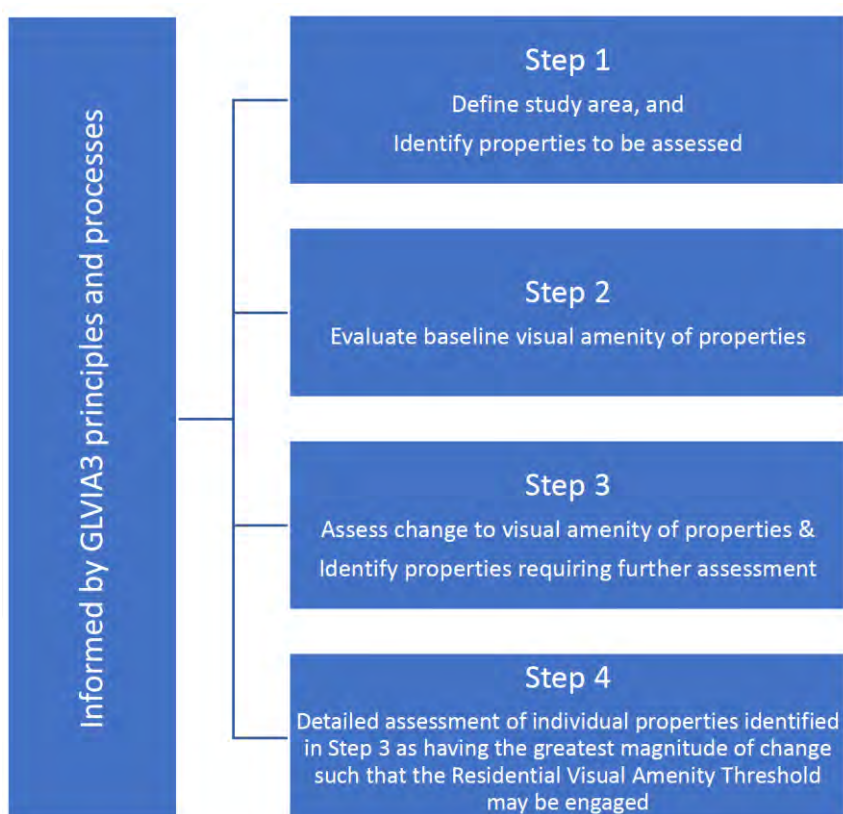 Informed by GLVIA3 principles and processes
Step 1
Define study area, and
Identify properties to be assessed
Step 2
Evaluate baseline visual amenity of properties
Step 3
Assess change to visual amenity of properties &
Identify properties requiring further assessment
Step 4
Detailed assessment of individual properties identified
in Step 3 as having the greatest magnitude of change
such that the Residential Visual Amenity Threshold
may be engaged